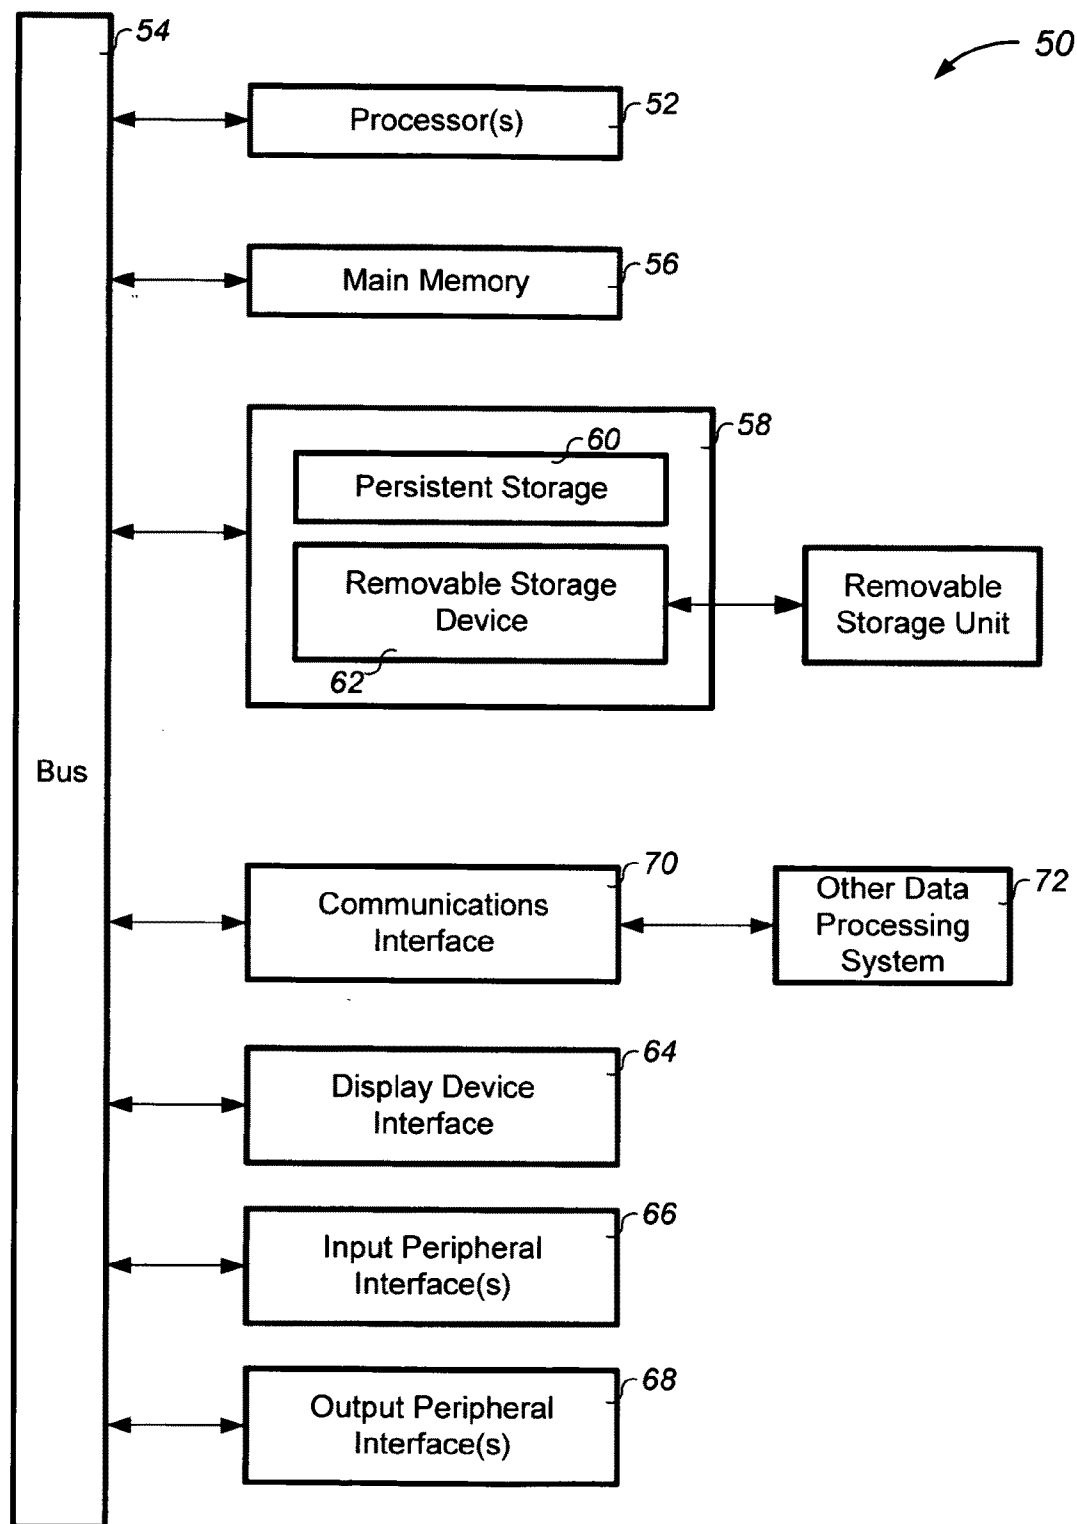 54
50
52
Processor(s)
56
Main Memory
58
60
Persistent Storage
Removable Storage
Device
62
Removable
Storage Unit
Bus
70
Communications
Interface
72
Other Data
Processing
System
64
Display Device
Interface
66
Input Peripheral
Interface(s)
68
Output Peripheral
Interface(s)